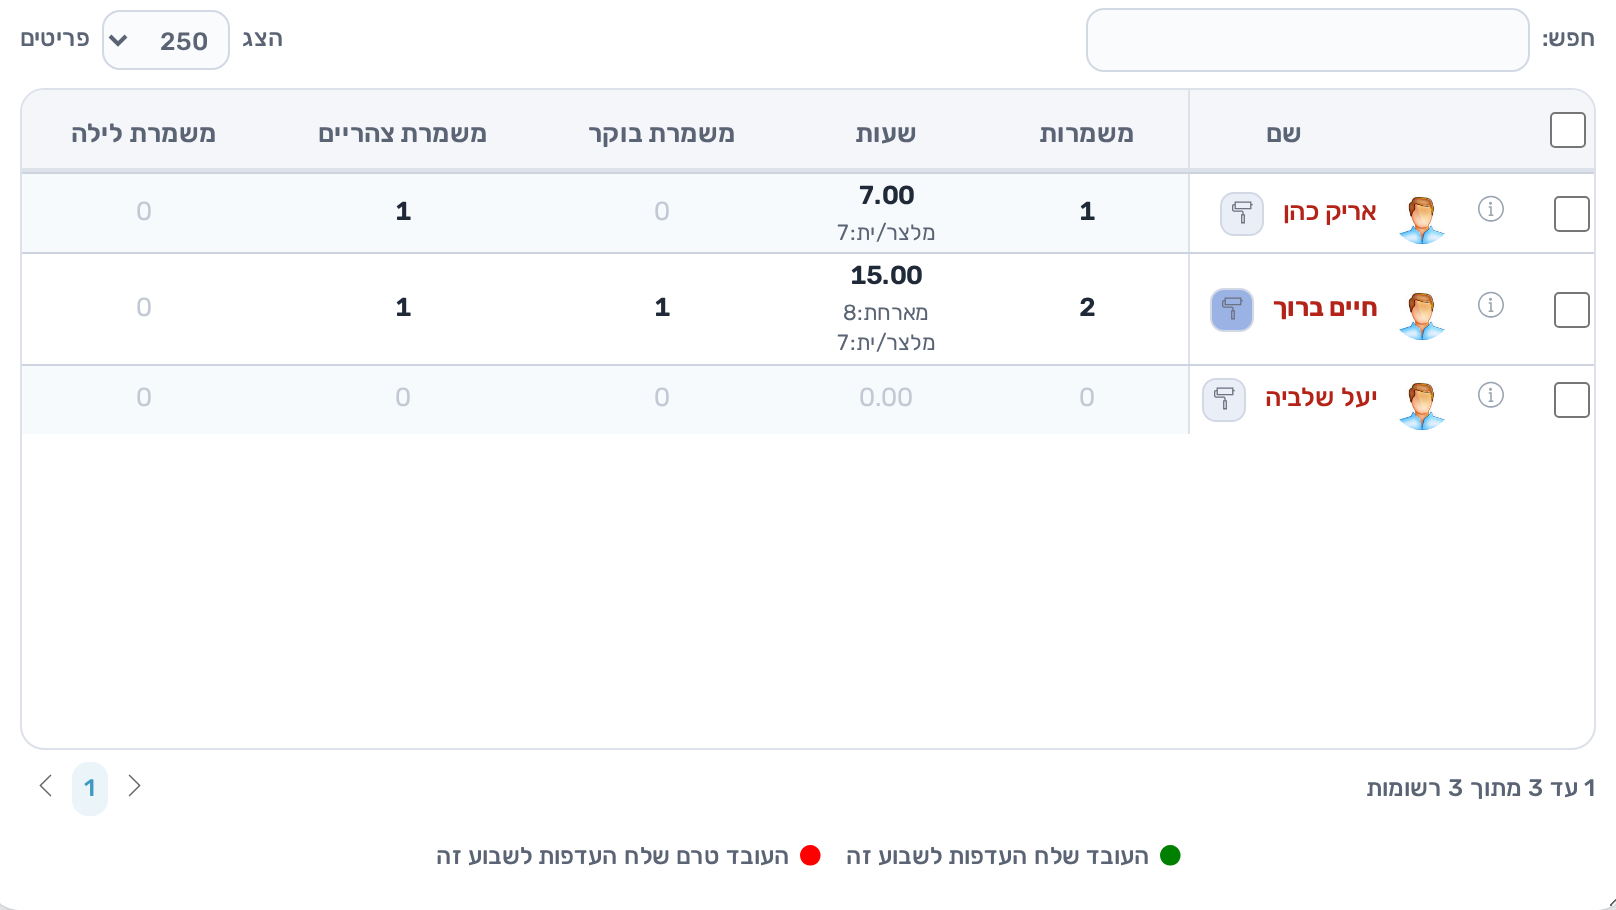 חפש:
הצג 250 פריטים
שם משמרות שעות משמרת בוקר משמרת צהריים משמרת לילה
אריק כהן 1 7.00 0 1 0
מלצר/ית:7
חיים ברוך 2 15.00 1 1 0
מארחת:8
מלצר/ית:7
יעל שלביה 0 0.00 0 0 0
1 עד 3 מתוך 3 רשומות
1
העובד שלח העדפות לשבוע זה העובד טרם שלח העדפות לשבוע זה